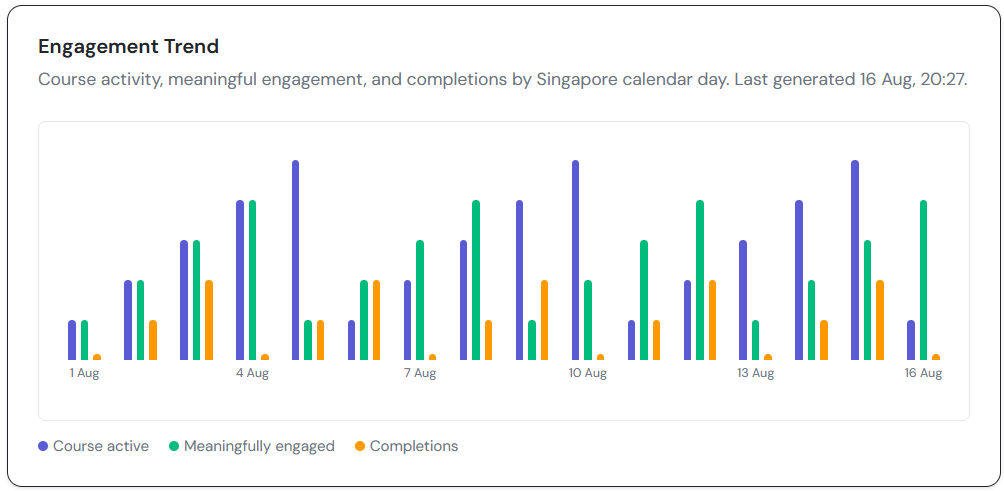 Engagement Trend
Course activity, meaningful engagement, and completions by Singapore calendar day. Last generated 16 Aug, 20:27.
1 Aug 4 Aug 7 Aug 10 Aug 13 Aug 16 Aug
Course active Meaningfully engaged Completions